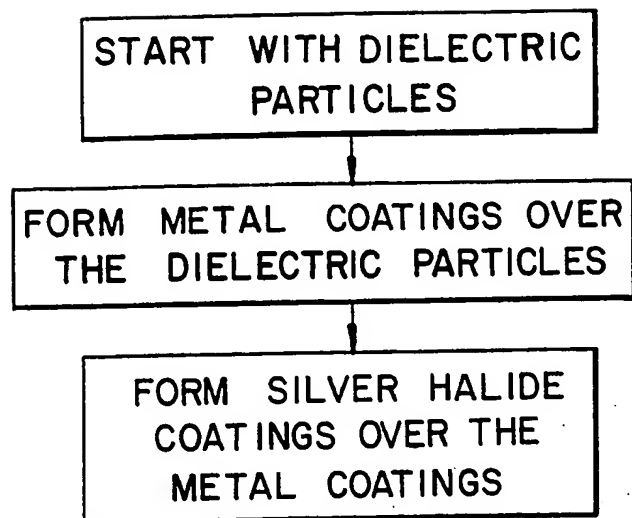 START WITH DIELECTRIC
PARTICLES
FORM METAL COATINGS OVER
THE DIELECTRIC PARTICLES
FORM SILVER HALIDE
COATINGS OVER THE
METAL COATINGS